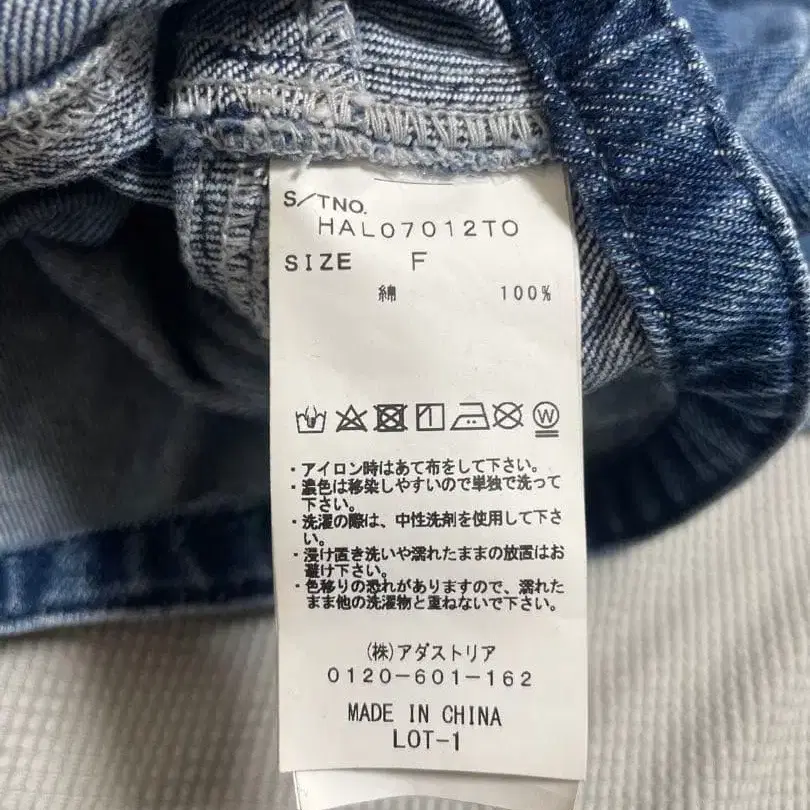 S/TNO.
HAL07012TO
SIZE F
綿 100%
W
・アイロン時はあて布をして下さい。
・濃色は移染しやすいので単独で洗って
下さい。
・洗濯の際は、中性洗剤を使用して下さ
い。
・浸け置き洗いや濡れたままの放置はお
避け下さい。
・色移りの恐れがありますので、濡れた
まま他の洗濯物と重ねないで下さい。
(株)アダストリア
0120-601-162
MADE IN CHINA
LOT-1